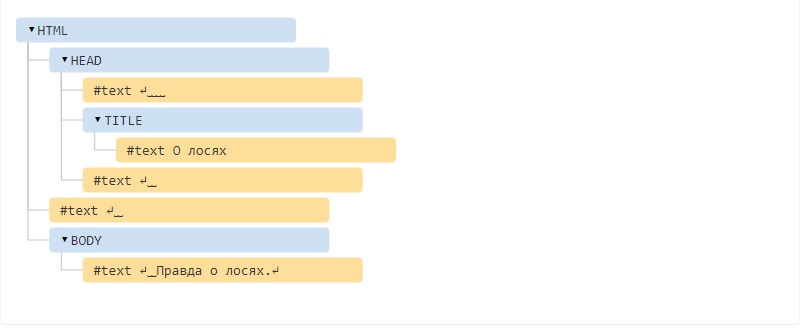 ▾ HTML
▾ HEAD
#text ↵␣␣␣␣
▾ TITLE
#text О лосях
#text ↵␣␣
#text ↵␣␣
▾ BODY
#text ↵␣␣Правда о лосях.↵